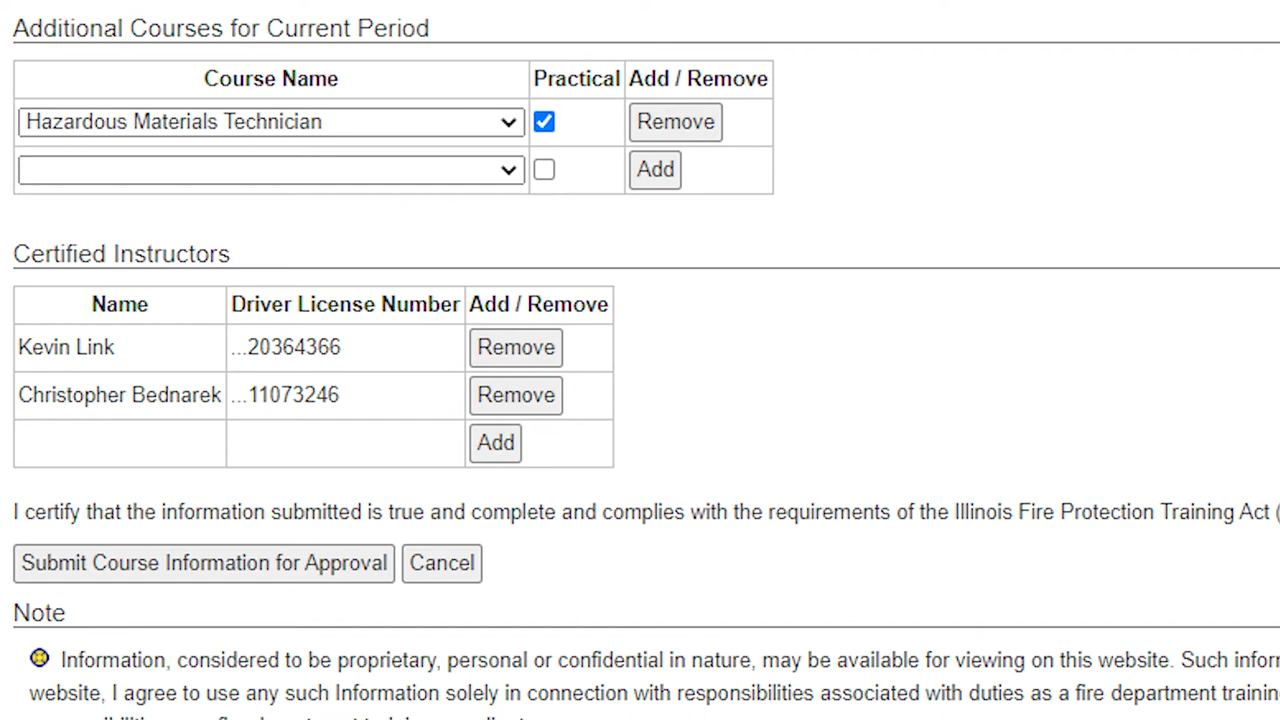 Additional Courses for Current Period
Course Name Practical Add / Remove
Hazardous Materials Technician Remove
Add
Certified Instructors
Name Driver License Number Add / Remove
Kevin Link ...20364366 Remove
Christopher Bednarek ...11073246 Remove
Add
I certify that the information submitted is true and complete and complies with the requirements of the Illinois Fire Protection Training Act (
Submit Course Information for Approval Cancel
Note
Information, considered to be proprietary, personal or confidential in nature, may be available for viewing on this website. Such
website, I agree to use any such Information solely in connection with responsibilities associated with duties as a fire department